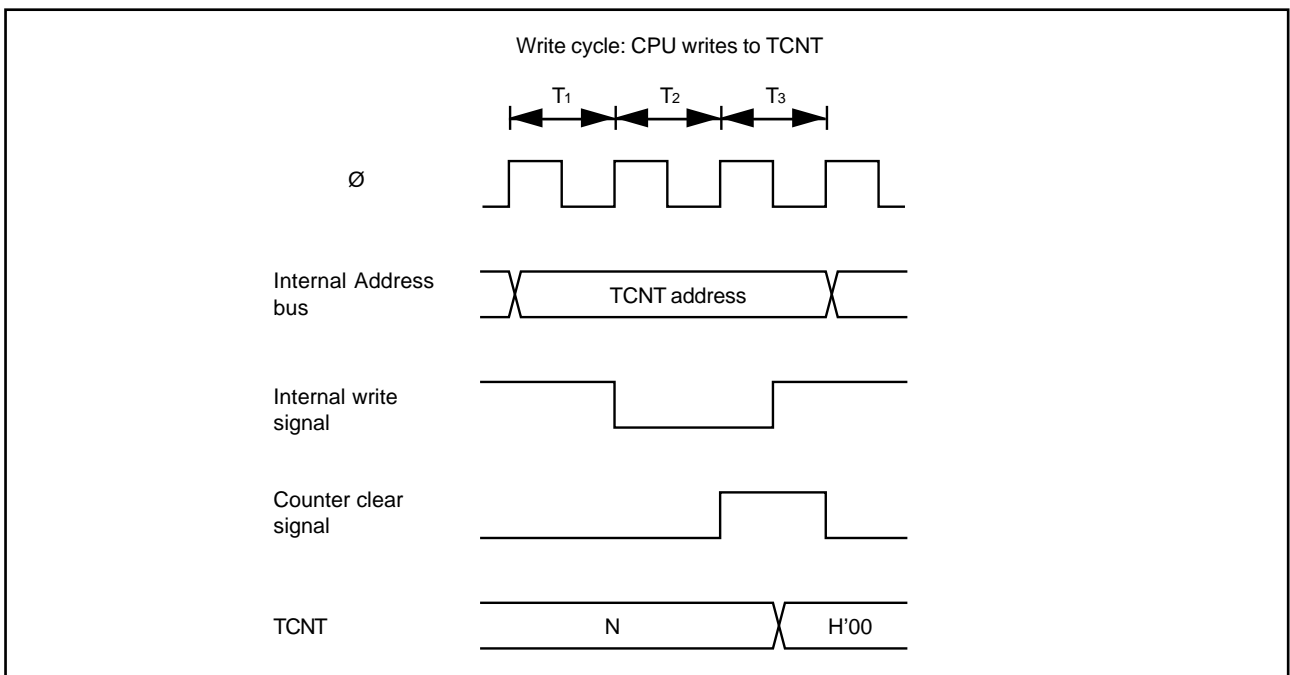 Write cycle: CPU writes to TCNT
T1 T2 T3
Ø
Internal Address
bus
TCNT address
Internal write
signal
Counter clear
signal
TCNT
N
H'00